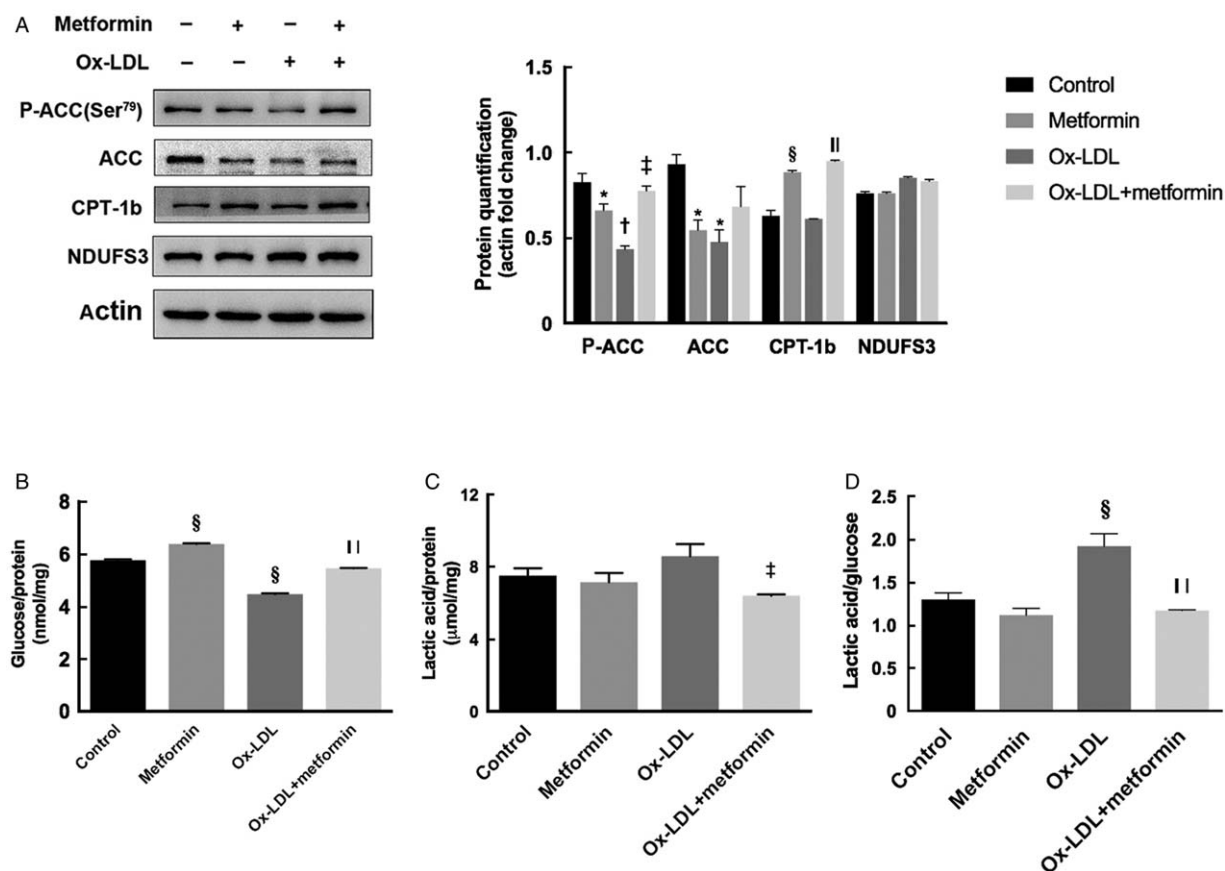 A
Metformin − + − +
Ox-LDL − − + +
P-ACC(Ser79)
ACC
CPT-1b
NDUFS3
Actin
Protein quantification
(actin fold change)
1.5
1.0
0.5
0
* † ‡
* *
§ ||
P-ACC ACC CPT-1b NDUFS3
Control
Metformin
Ox-LDL
Ox-LDL+metformin
B
Glucose/protein
(nmol/mg)
8
6
4
2
0
§
§
||
Control
Metformin
Ox-LDL
Ox-LDL+metformin
C
Lactic acid/protein
(μmol/mg)
12
9
6
3
0
‡
Control
Metformin
Ox-LDL
Ox-LDL+metformin
D
Lactic acid/glucose
2.5
2.0
1.5
1.0
0.5
0.0
§
||
Control
Metformin
Ox-LDL
Ox-LDL+metformin